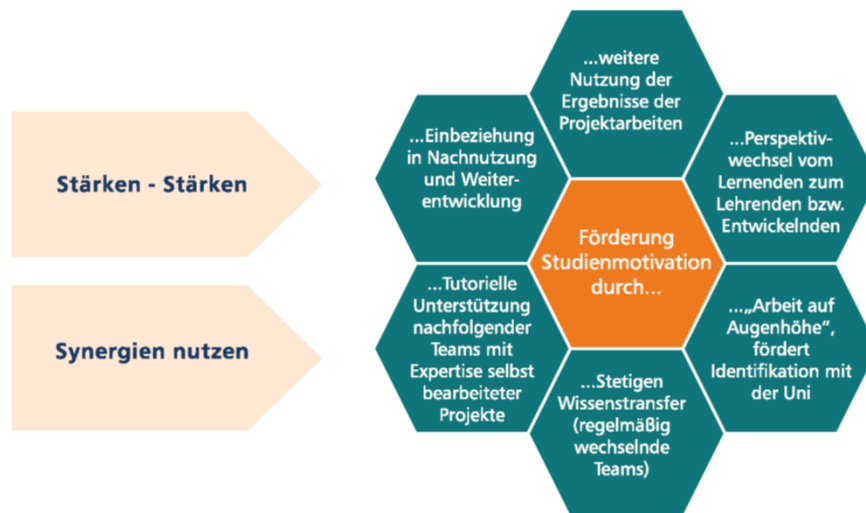 Stärken - Stärken
Synergien nutzen
...weitere
Nutzung der
Ergebnisse der
Projektarbeiten
...Einbeziehung
in Nachnutzung
und Weiter-
entwicklung
...Perspektiv-
wechsel vom
Lernenden zum
Lehrenden bzw.
Entwickelnden
Förderung
Studienmotivation
durch...
...Tutorielle
Unterstützung
nachfolgender
Teams mit
Expertise selbst
bearbeiteter
Projekte
...„Arbeit auf
Augenhöhe“,
fördert
Identifikation mit
der Uni
...Stetigen
Wissenstransfer
(regelmäßig
wechselnde
Teams)